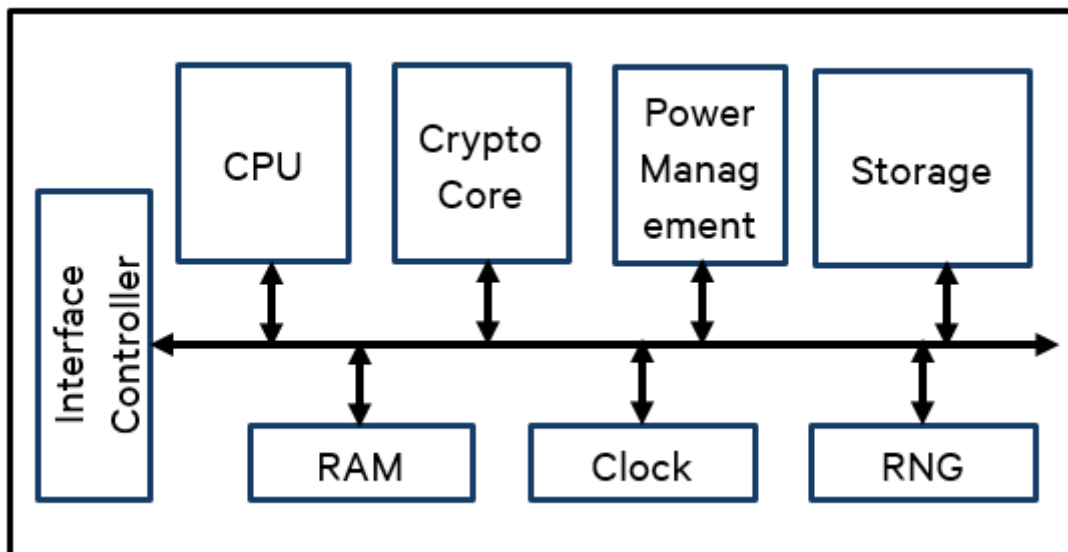 CPU
Crypto
Core
Power
Manag
ement
Storage
Interface
Controller
RAM
Clock
RNG